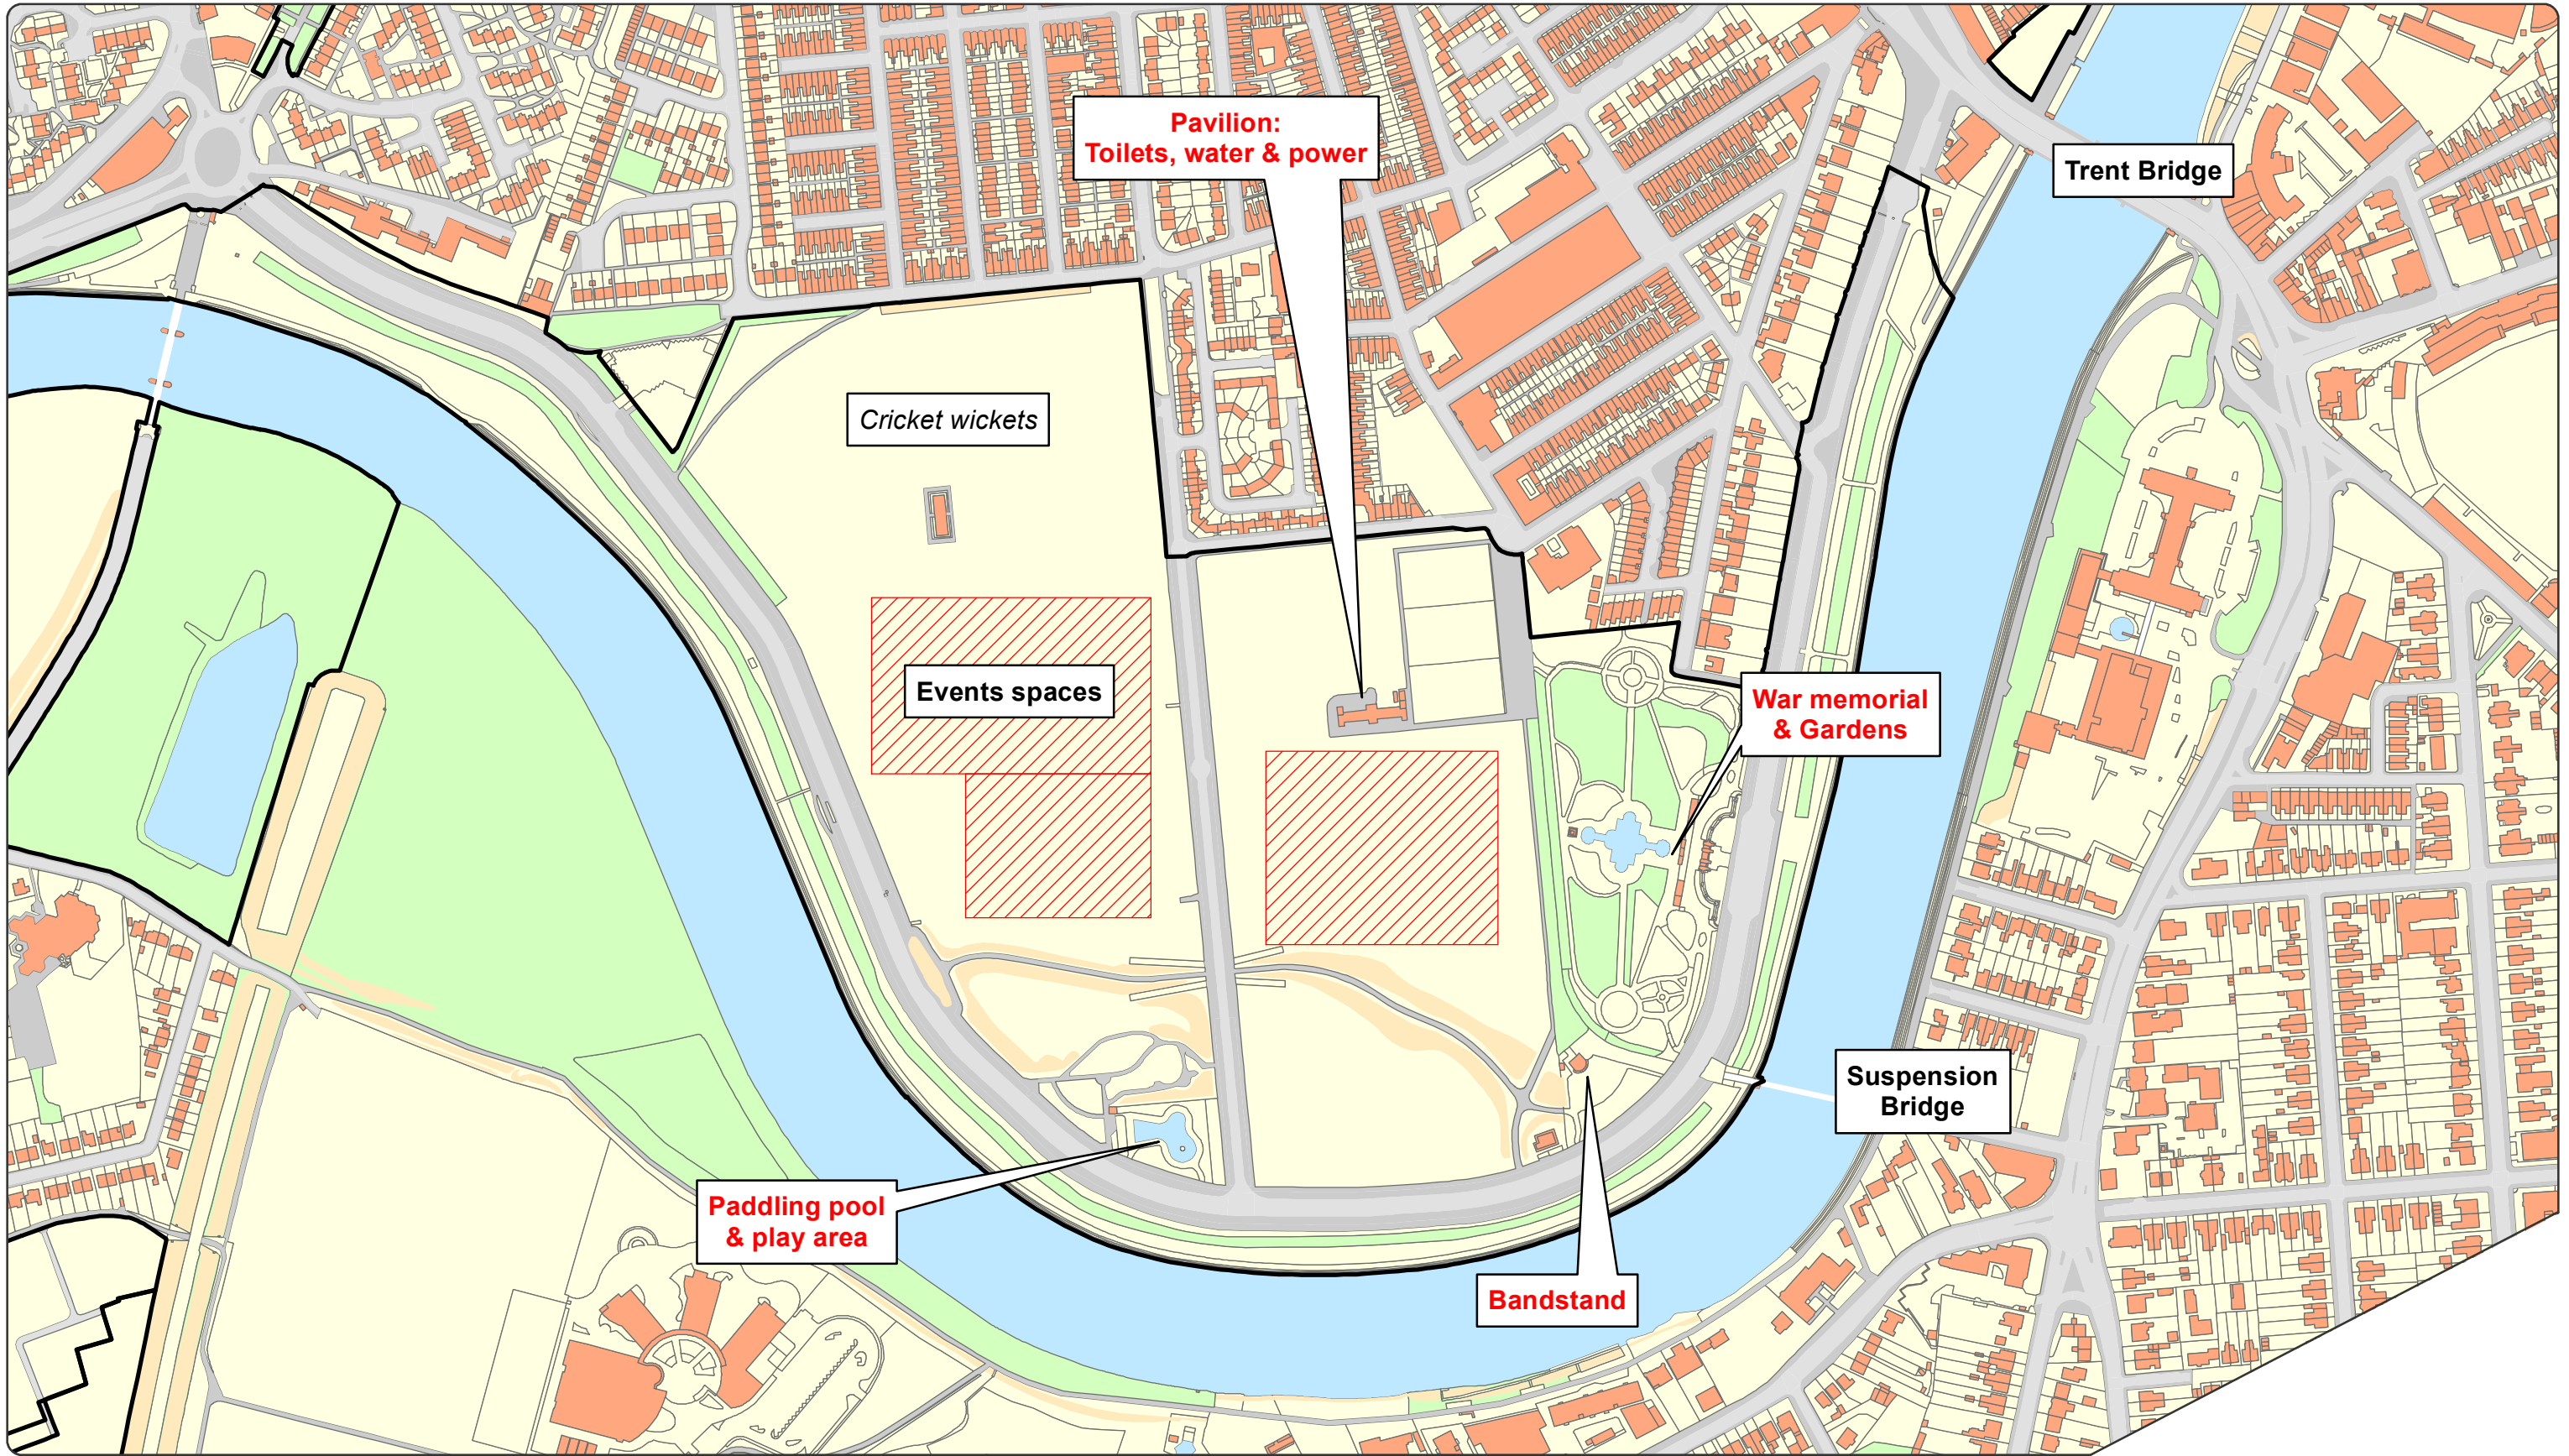 Pavilion:
Toilets, water & power
Trent Bridge
Cricket wickets
Events spaces
War memorial
& Gardens
Suspension
Bridge
Paddling pool
& play area
Bandstand